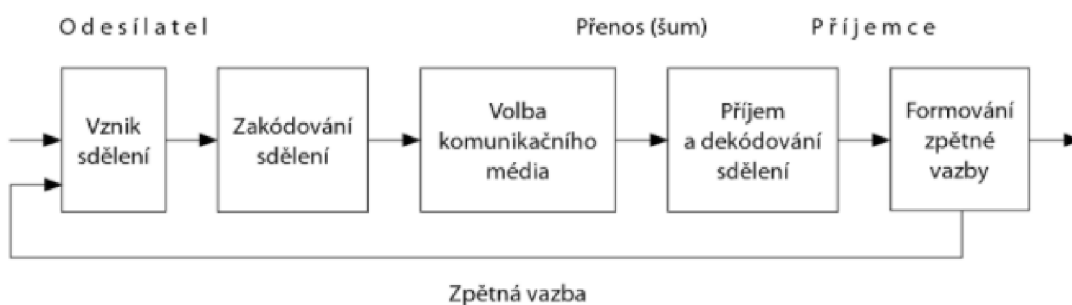 Odesílatel
Přenos (šum)
Příjemce
Vznik
sdělení
Zakódování
sdělení
Volba
komunikačního
média
Příjem
a dekódování
sdělení
Formování
zpětné
vazby
Zpětná vazba